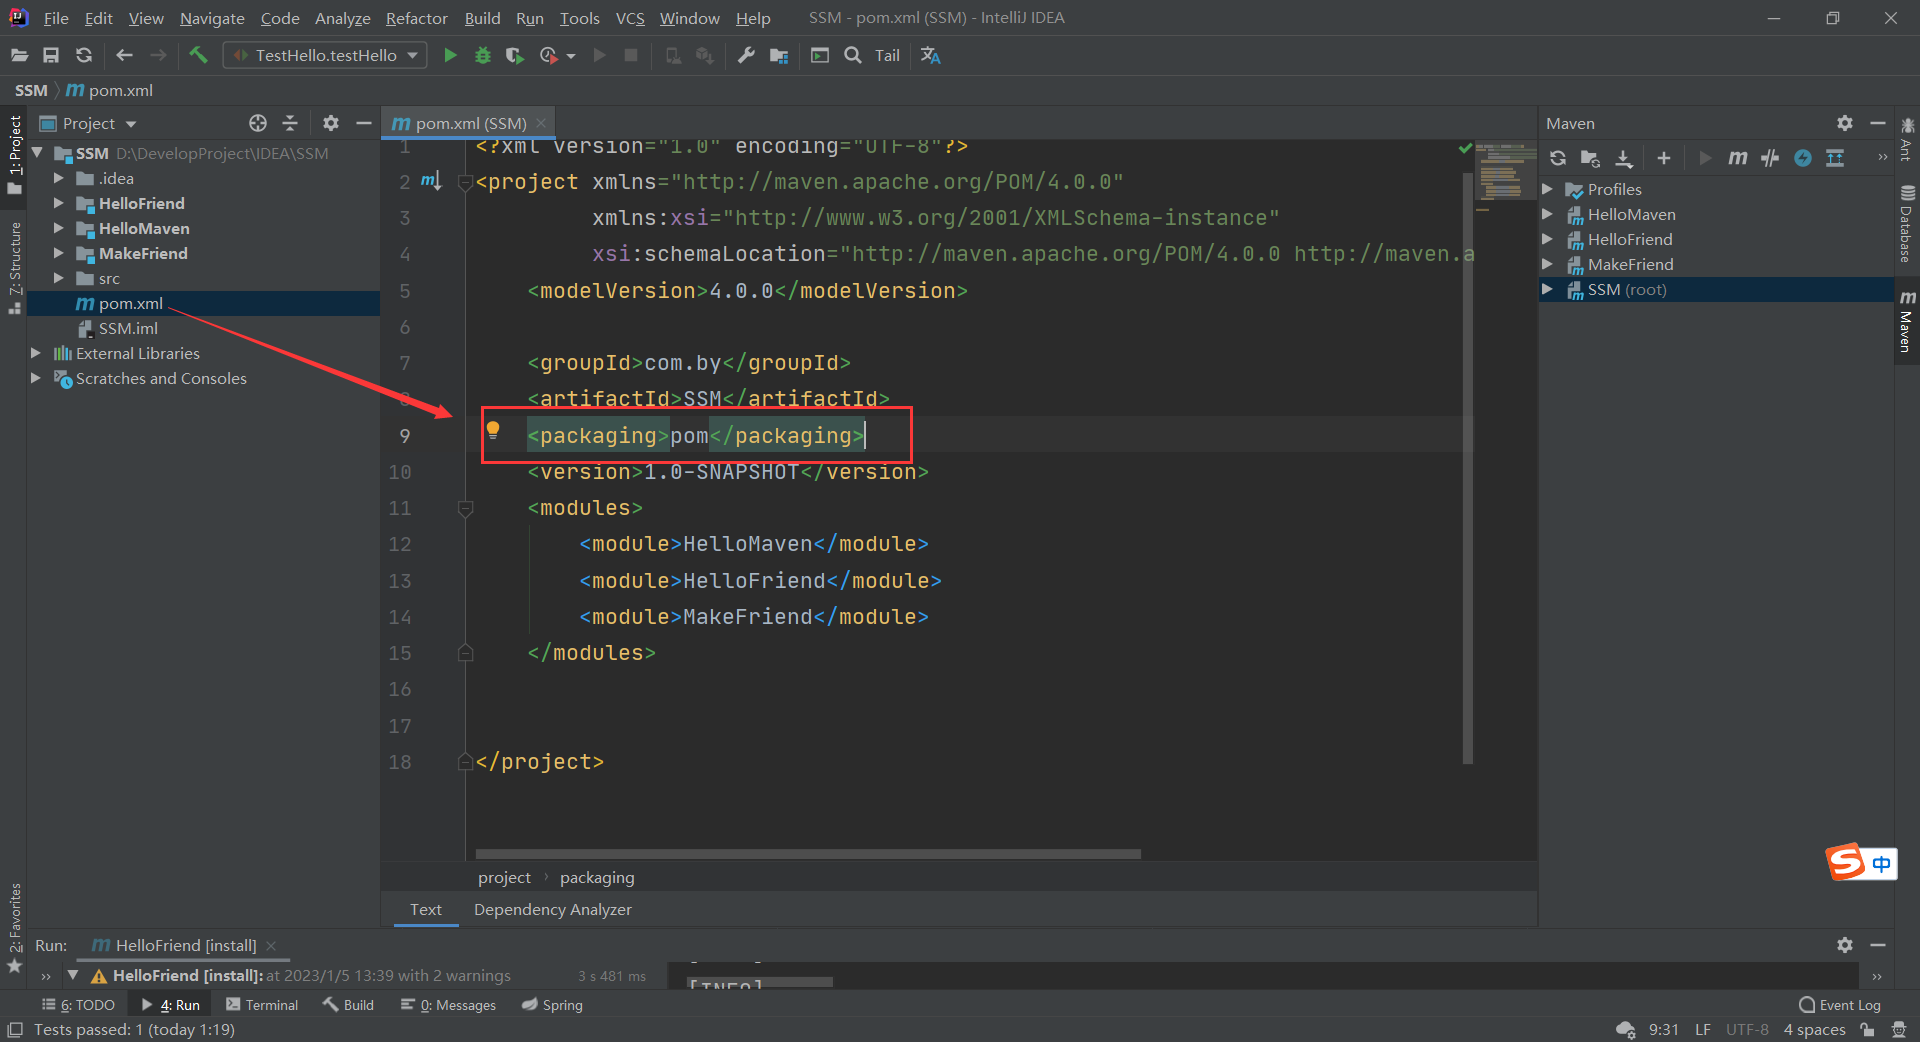 File Edit View Navigate Code Analyze Refactor Build Run Tools VCS Window Help SSM - pom.xml (SSM) - IntelliJ IDEA
TestHello.testHello Tail
SSM m pom.xml
Project
pom.xml (SSM)
Maven
1: Project
7: Structure
2: Favorites
SSM D:\DevelopProject\IDEA\SSM
.idea
HelloFriend
HelloMaven
MakeFriend
src
pom.xml
SSM.iml
External Libraries
Scratches and Consoles
1 <?xml version="1.0" encoding="UTF-8"?>
2 <project xmlns="http://maven.apache.org/POM/4.0.0"
3 xmlns:xsi="http://www.w3.org/2001/XMLSchema-instance"
4 xsi:schemaLocation="http://maven.apache.org/POM/4.0.0 http://maven.a
5 <modelVersion>4.0.0</modelVersion>
6
7 <groupId>com.by</groupId>
8 <artifactId>SSM</artifactId>
9 <packaging>pom</packaging>
10 <version>1.0-SNAPSHOT</version>
11 <modules>
12 <module>HelloMaven</module>
13 <module>HelloFriend</module>
14 <module>MakeFriend</module>
15 </modules>
16
17
18 </project>
project › packaging
Text Dependency Analyzer
Profiles
HelloMaven
HelloFriend
MakeFriend
SSM (root)
Ant
Database
Maven
S 中
Run: HelloFriend [install]
HelloFriend [install]: at 2023/1/5 13:39 with 2 warnings 3 s 481 ms
[INFO]
6: TODO 4: Run Terminal Build 0: Messages Spring Event Log
Tests passed: 1 (today 1:19) 9:31 LF UTF-8 4 spaces